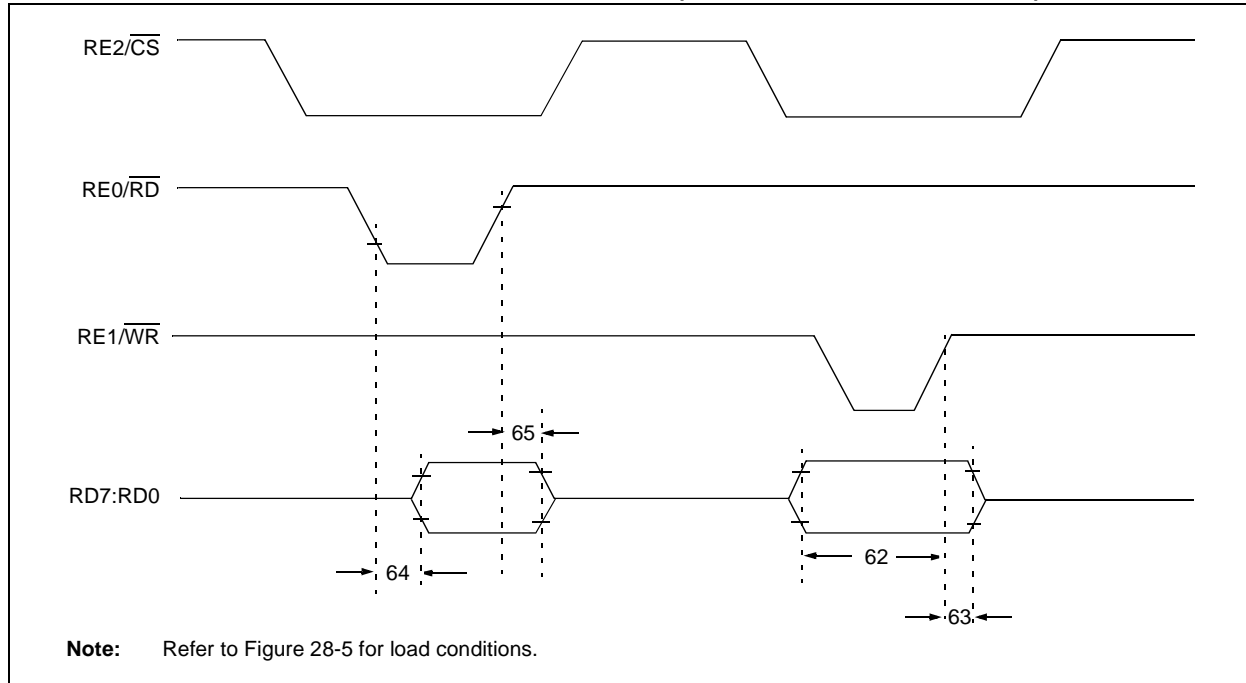 RE2/CS
RE0/RD
RE1/WR
65
RD7:RD0
62
64
63
Note: Refer to Figure 28-5 for load conditions.